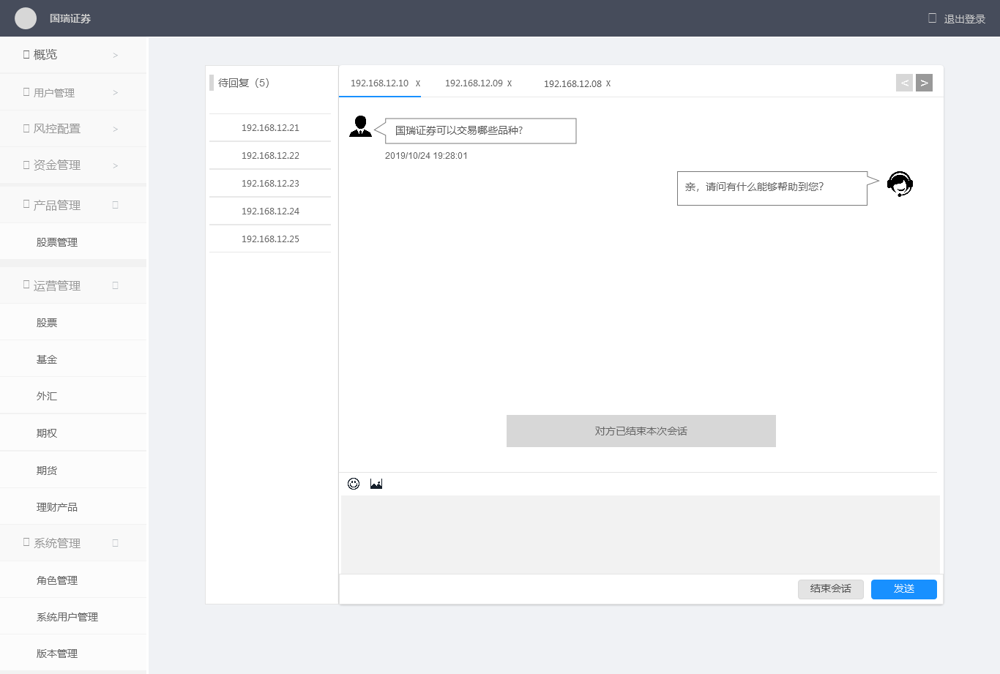 国瑞证券
退出登录
概览 >
用户管理 >
风控配置 >
资金管理 >
产品管理
股票管理
运营管理
股票
基金
外汇
期权
期货
理财产品
系统管理
角色管理
系统用户管理
版本管理
待回复（5）
192.168.12.21
192.168.12.22
192.168.12.23
192.168.12.24
192.168.12.25
192.168.12.10 X 192.168.12.09 X 192.168.12.08 X < >
国瑞证券可以交易哪些品种?
2019/10/24 19:28:01
亲，请问有什么能够帮助到您?
对方已结束本次会话
结束会话 发送